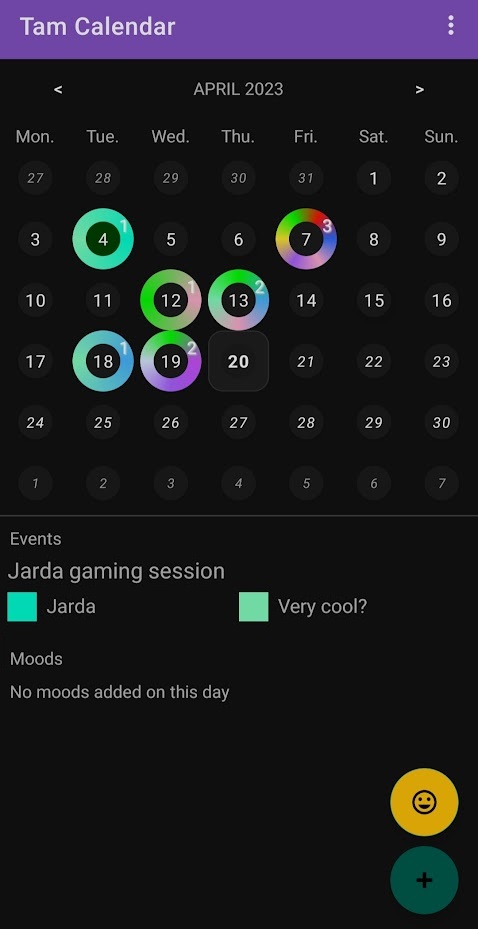 Tam Calendar
< APRIL 2023 >
Mon. Tue. Wed. Thu. Fri. Sat. Sun.
27 28 29 30 31 1 2
3 4 1 5 6 7 3 8 9
10 11 12 1 13 2 14 15 16
17 18 1 19 2 20 21 22 23
24 25 26 27 28 29 30
1 2 3 4 5 6 7
Events
Jarda gaming session
Jarda Very cool?
Moods
No moods added on this day
+